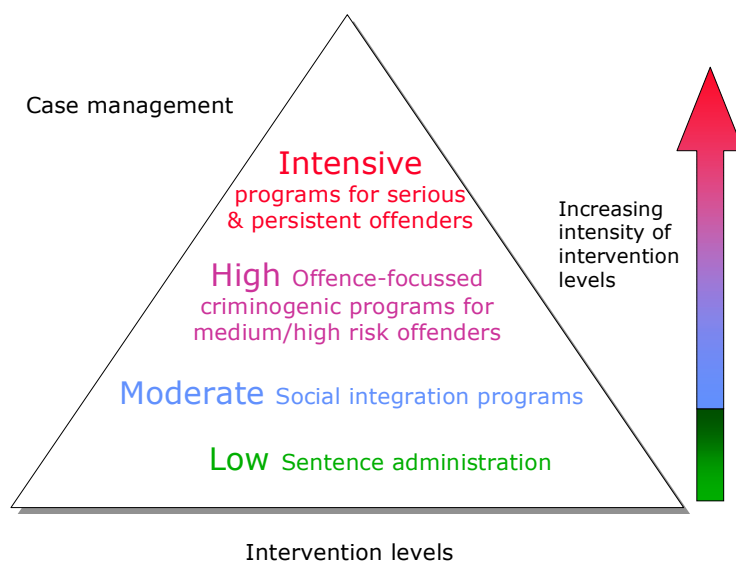 Case management
Intensive
programs for serious
& persistent offenders
Increasing
intensity of
intervention
levels
High Offence-focussed
criminogenic programs for
medium/high risk offenders
Moderate Social integration programs
Low Sentence administration
Intervention levels